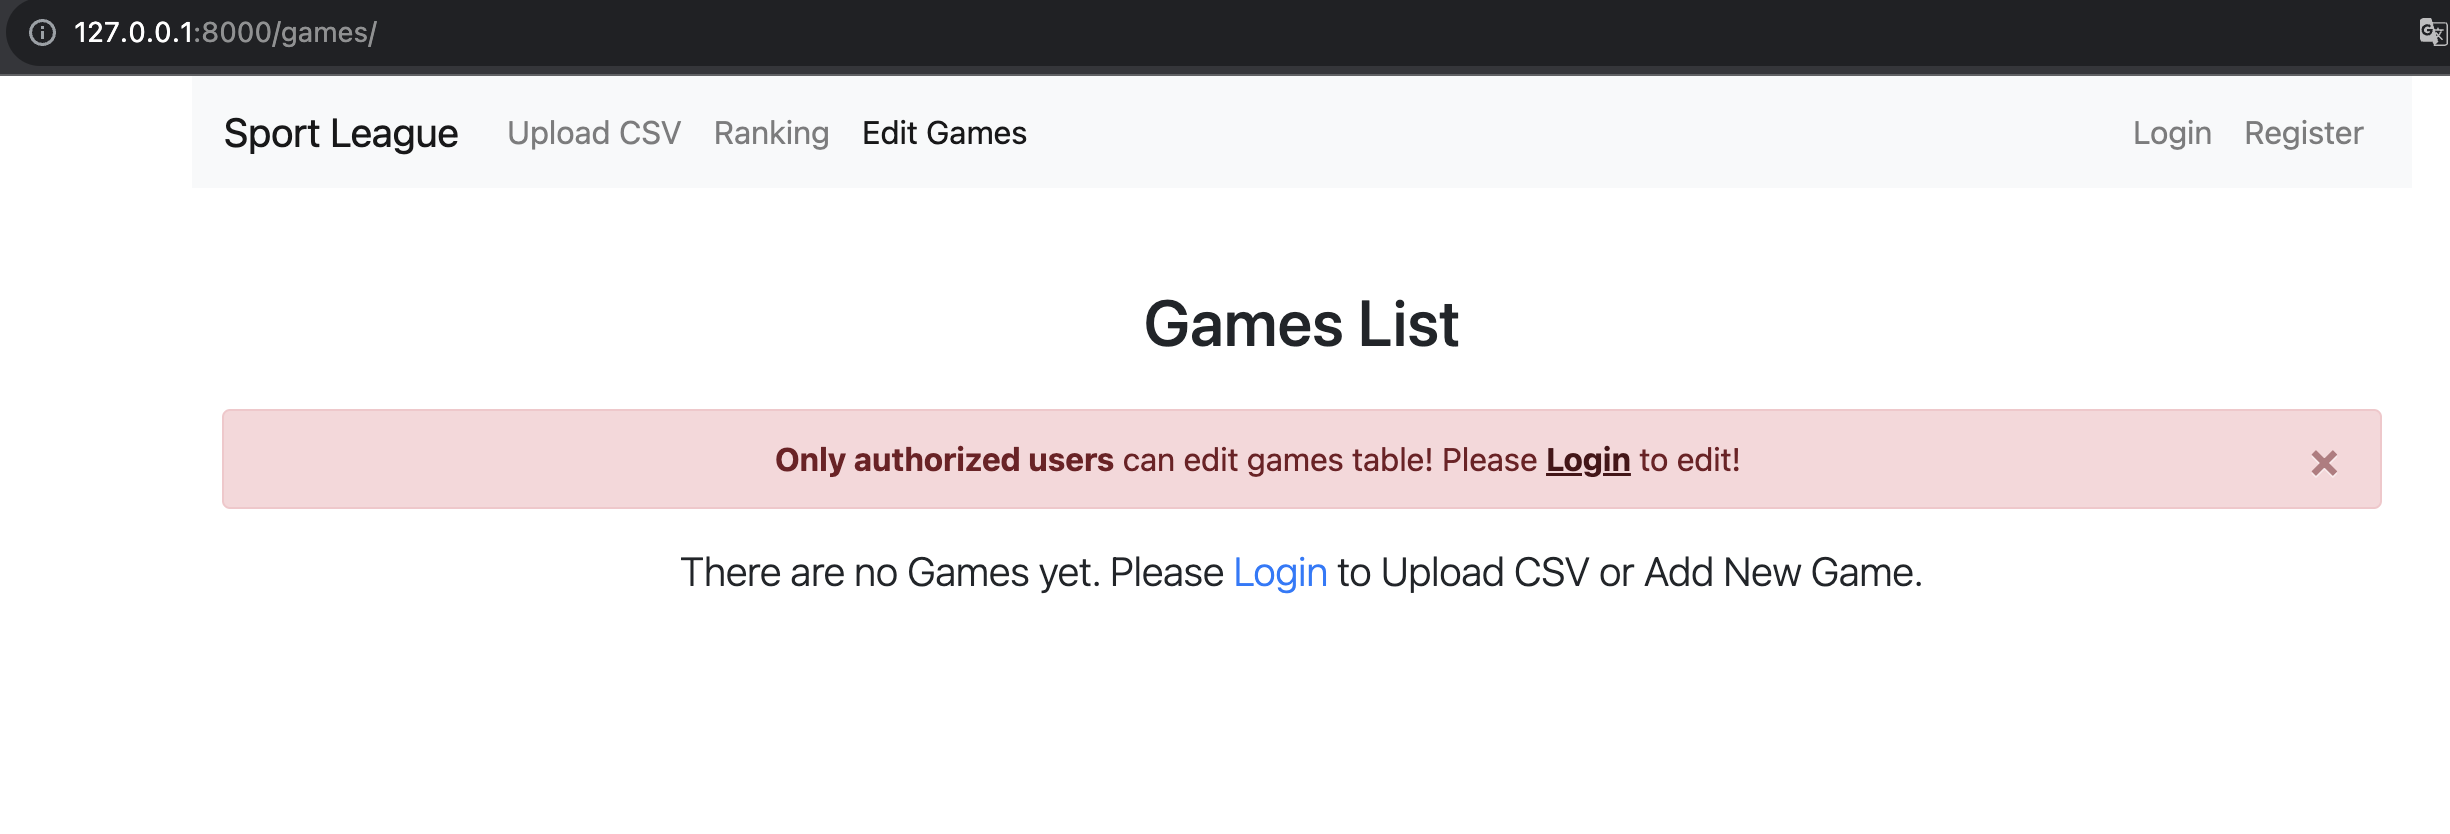 127.0.0.1:8000/games/
Sport League Upload CSV Ranking Edit Games Login Register
Games List
Only authorized users can edit games table! Please Login to edit! ×
There are no Games yet. Please Login to Upload CSV or Add New Game.